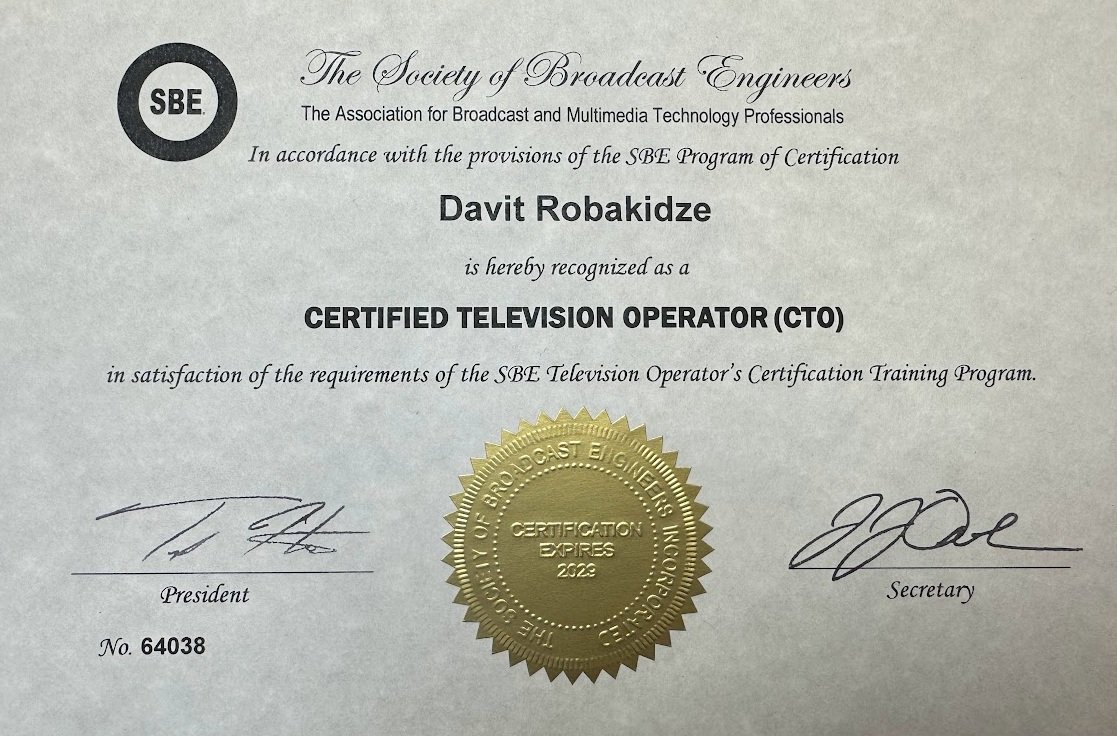 SBE
The Society of Broadcast Engineers
The Association for Broadcast and Multimedia Technology Professionals
In accordance with the provisions of the SBE Program of Certification
Davit Robakidze
is hereby recognized as a
CERTIFIED TELEVISION OPERATOR (CTO)
in satisfaction of the requirements of the SBE Television Operator's Certification Training Program.
THE SOCIETY OF BROADCAST ENGINEERS INCORPORATED
CERTIFICATION
EXPIRES
2029
President
Secretary
No. 64038